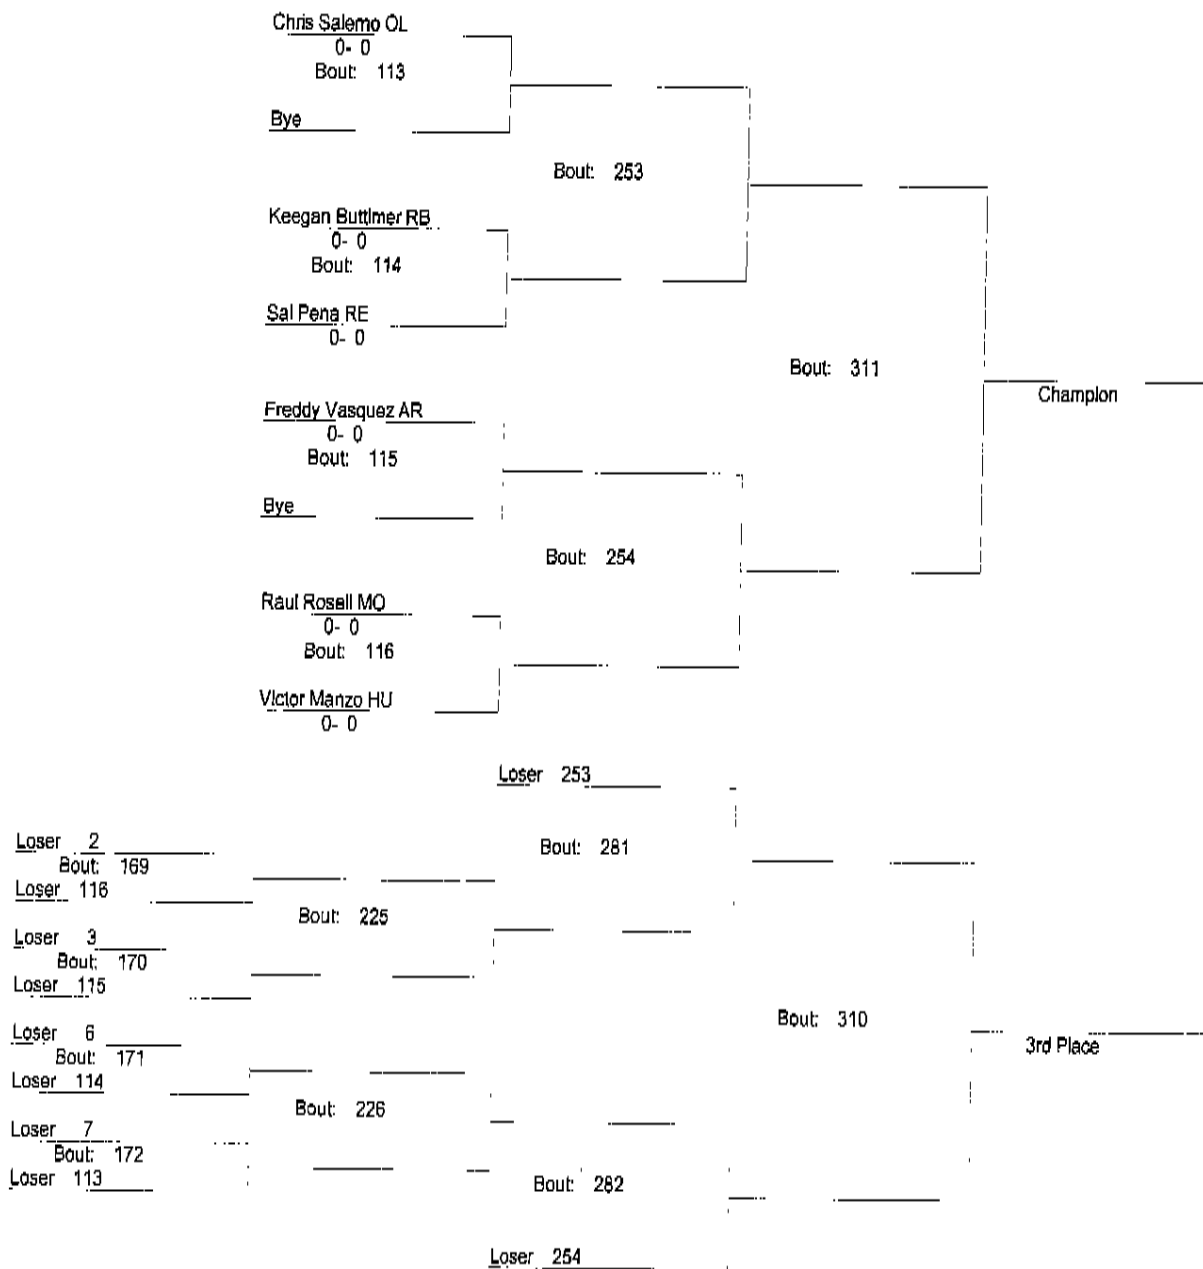 Chris Salerno OL
0- 0
Bout: 113
Bye
Bout: 253
Keegan Buttimer RB
0- 0
Bout: 114
Sal Pena RE
0- 0
Bout: 311
Champion
Freddy Vasquez AR
0- 0
Bout: 115
Bye
Bout: 254
Raul Rosell MO
0- 0
Bout: 116
Victor Manzo HU
0- 0
Loser 253
Loser 2
Bout: 281
Bout: 169
Loser 116
Bout: 225
Loser 3
Bout: 170
Loser 115
Bout: 310
Loser 6
3rd Place
Bout: 171
Loser 114
Bout: 226
Loser 7
Bout: 172
Loser 113
Bout: 282
Loser 254